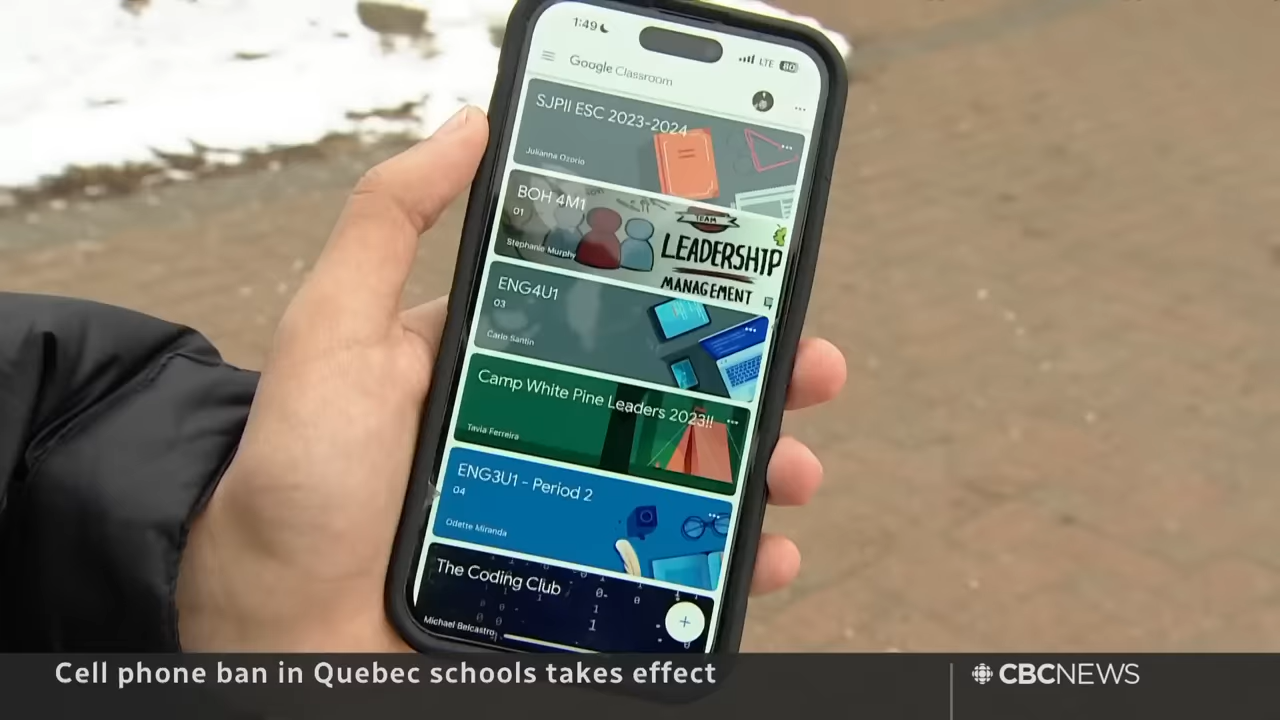 1:49
LTE
80
Google Classroom
SJPII ESC 2023-2024
Julianna Ozorio
BOH 4M1
01
Stephanie Murphy
TEAM
LEADERSHIP
MANAGEMENT
ENG4U1
03
Carlo Santin
Camp White Pine Leaders 2023!!
Tavia Ferreira
ENG3U1 - Period 2
04
Odette Miranda
The Coding Club
Michael Belcastro
Cell phone ban in Quebec schools takes effect
CBCNEWS